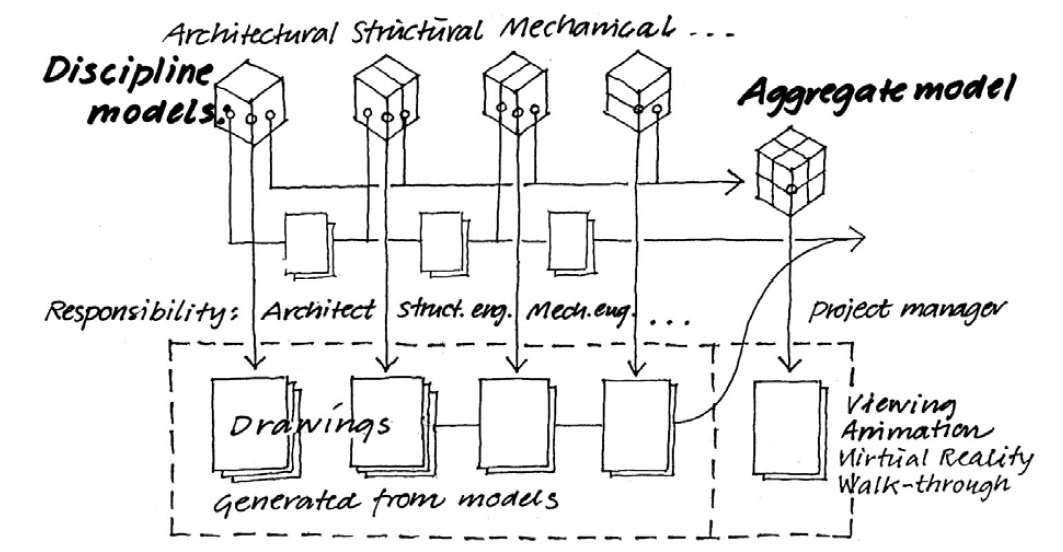 Architectural Structural Mechanical ...
Discipline
models:
Aggregate model
Responsibility: Architect Struct. eng. Mech. eng. ...
Project manager
Drawings
Generated from models
Viewing
Animation
Virtual Reality
Walk-through